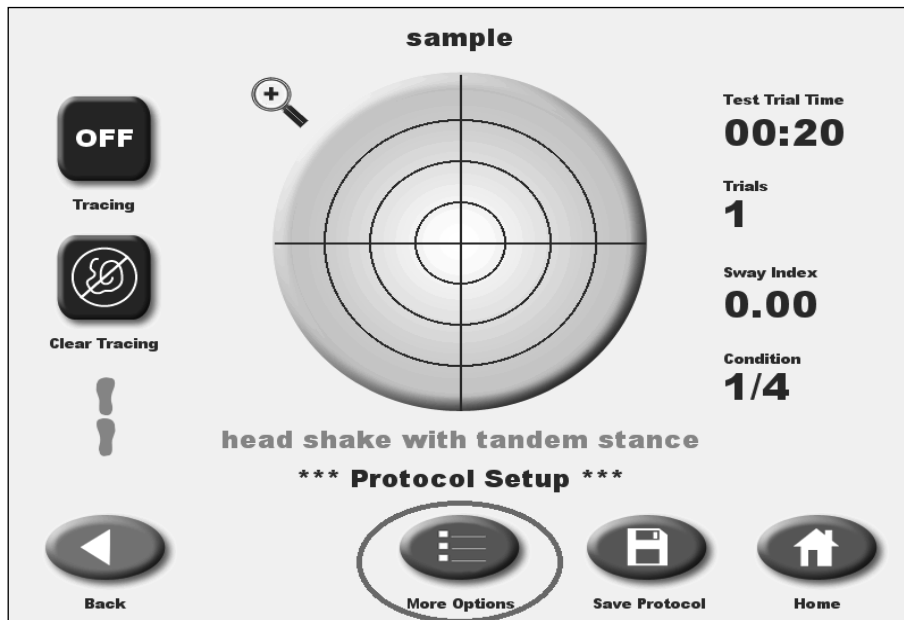 sample
OFF
Tracing
Clear Tracing
Test Trial Time
00:20
Trials
1
Sway Index
0.00
Condition
1/4
head shake with tandem stance
*** Protocol Setup ***
Back
More Options
Save Protocol
Home